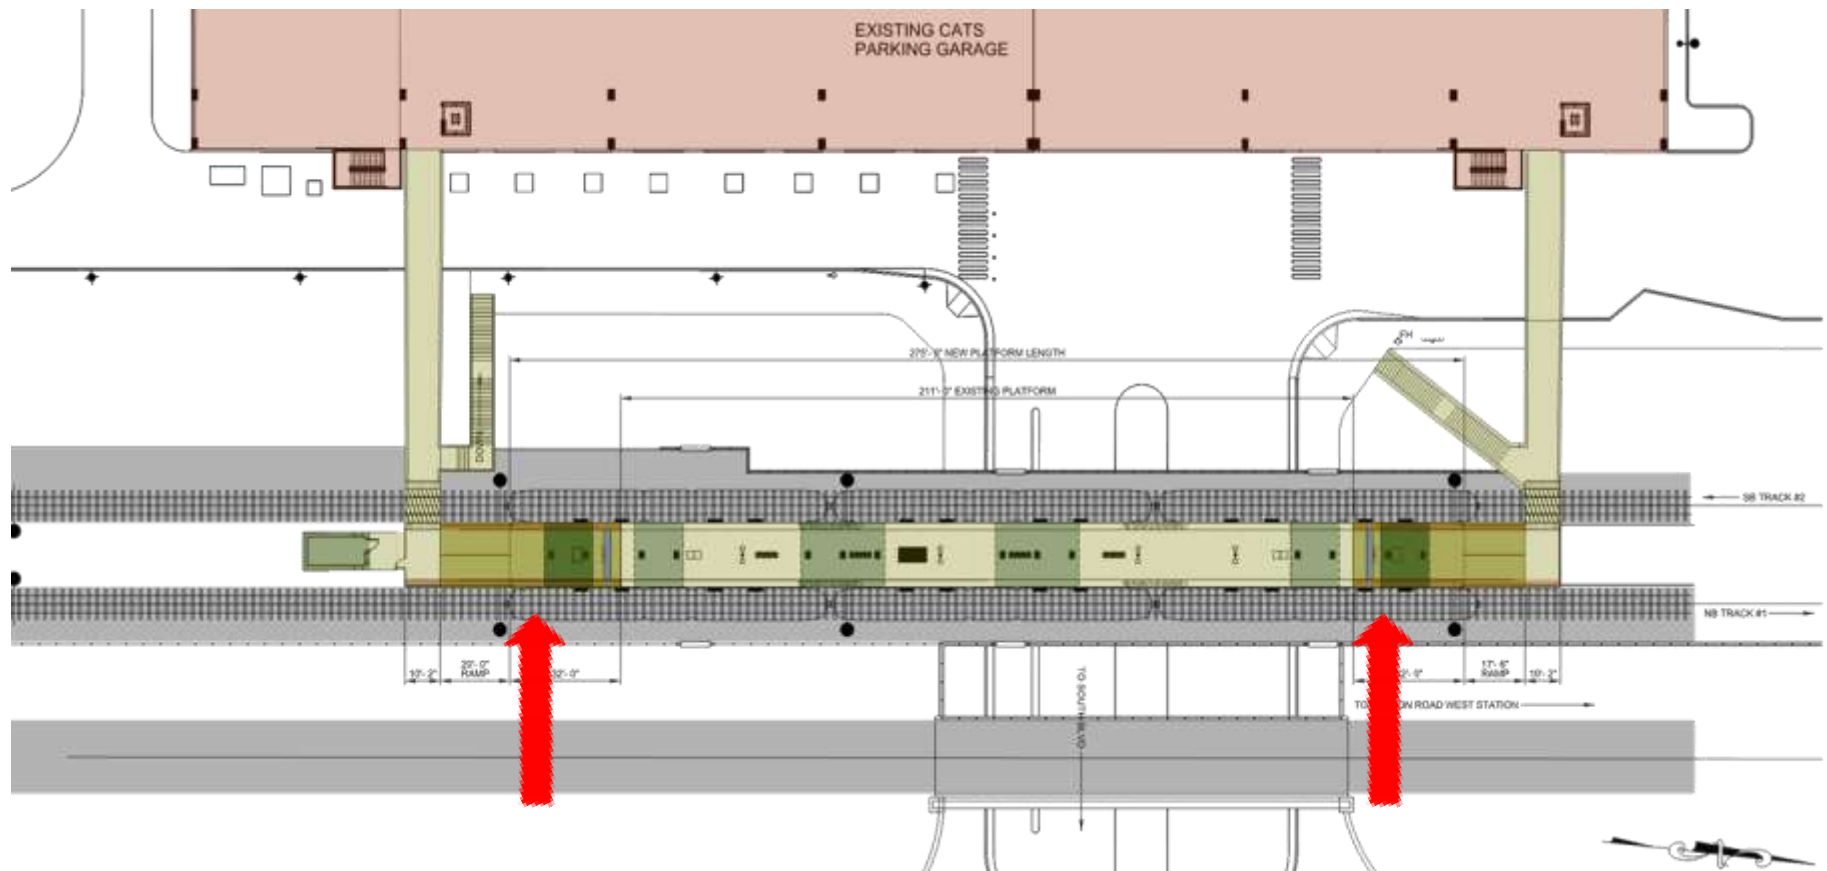 EXISTING CATS
PARKING GARAGE
FH
275'- 0" NEW PLATFORM LENGTH
211'- 0" EXISTING PLATFORM
DOWN
SB TRACK #2
NB TRACK #1
10'- 2"
20'- 0"
RAMP
32'- 0"
17'- 6"
RAMP
10'- 2"
TO SOUTH BLVD
ROAD WEST STATION